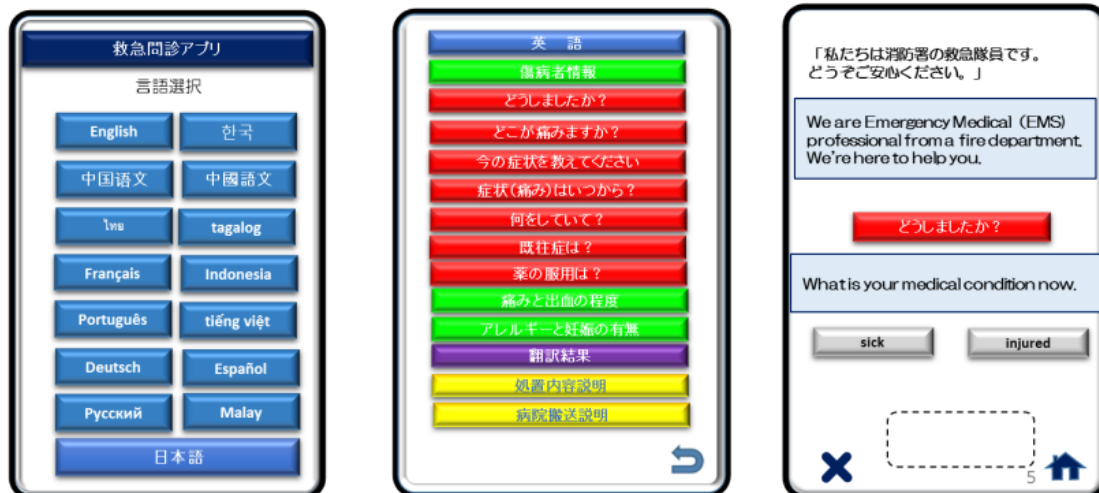 救急問診アプリ
言語選択
English
한국
中国语文
中國語文
ไทย
tagalog
Français
Indonesia
Português
tiếng việt
Deutsch
Español
Русский
Malay
日本語
英 語
傷病者情報
どうしましたか？
どこが痛みますか？
今の症状を教えてください
症状(痛み)はいつから？
何をしていて？
既往症は？
薬の服用は？
痛みと出血の程度
アレルギーと妊娠の有無
翻訳結果
処置内容説明
病院搬送説明
「私たちは消防署の救急隊員です。
どうぞご安心ください。」
We are Emergency Medical (EMS)
professional from a fire department.
We're here to help you.
どうしましたか？
What is your medical condition now.
sick
injured
5